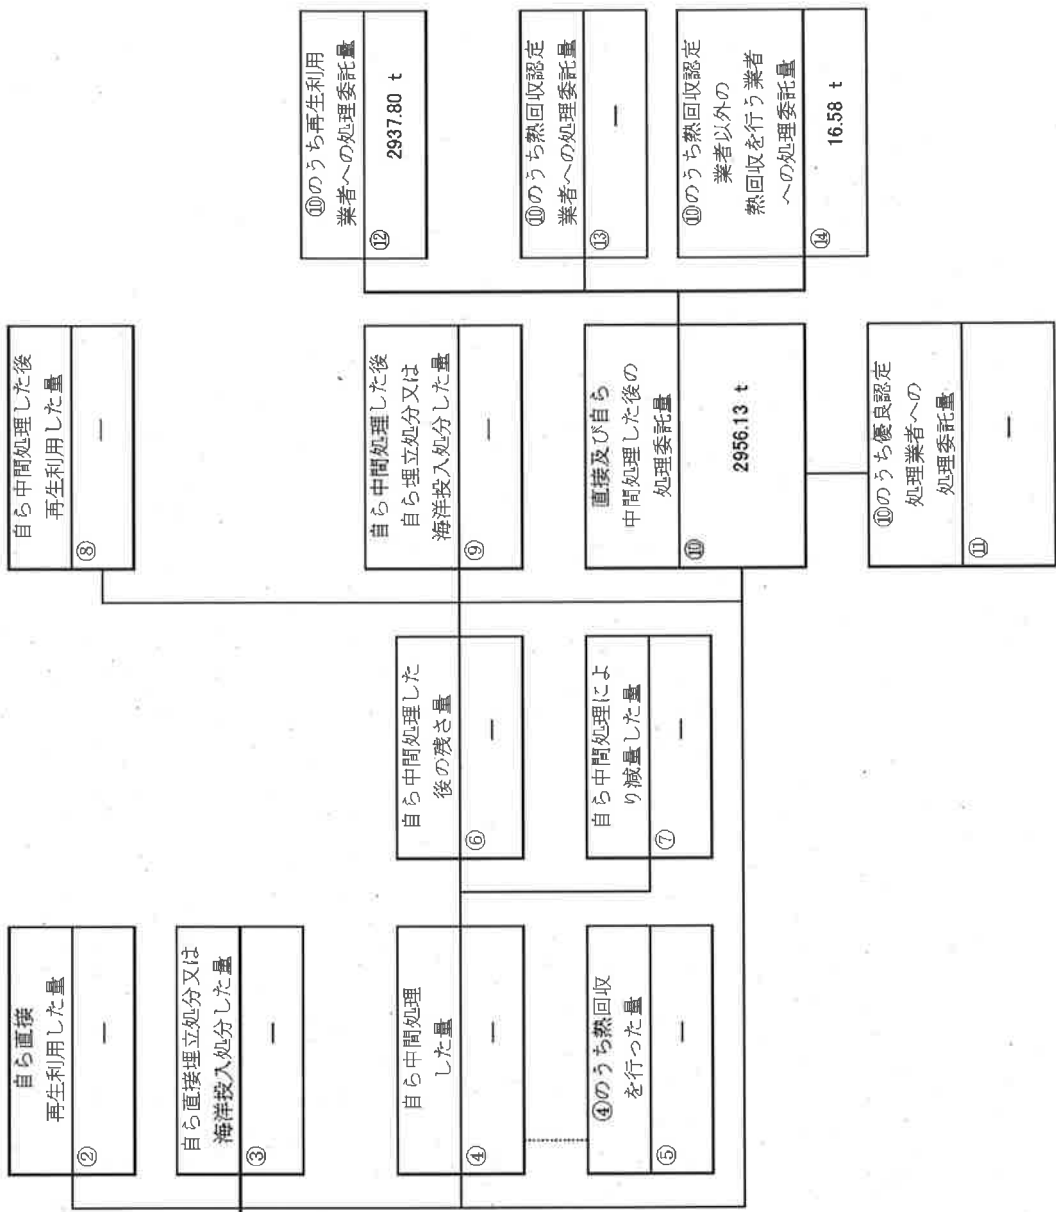 ②
自ら直接
再生利用した量
―
③
自ら直接埋立処分又は
海洋投入処分した量
―
④
自ら中間処理
した量
―
⑤
④のうち熱回収
を行った量
―
⑥
自ら中間処理した
後の残さ量
―
⑦
自ら中間処理によ
り減量した量
―
⑧
自ら中間処理した後
再生利用した量
―
⑨
自ら中間処理した後
自ら埋立処分又は
海洋投入処分した量
―
⑩
直接及び自ら
中間処理した後の
処理委託量
2956.13 t
⑪
⑩のうち優良認定
処理業者への
処理委託量
―
⑫
⑩のうち再生利用
業者への処理委託量
2937.80 t
⑬
⑩のうち熱回収認定
業者への処理委託量
―
⑭
⑩のうち熱回収認定
業者以外の
熱回収を行う業者
への処理委託量
16.58 t